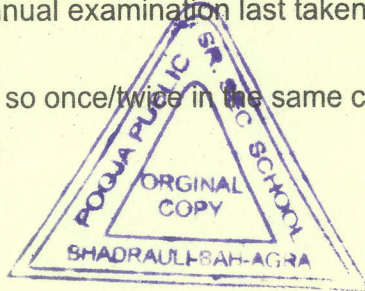 nnual examination last taken
so once/twice in the same c
POOJA PUBLIC SR. SEC SCHOOL
ORGINAL
COPY
BHADRAULI-BAH-AGRA